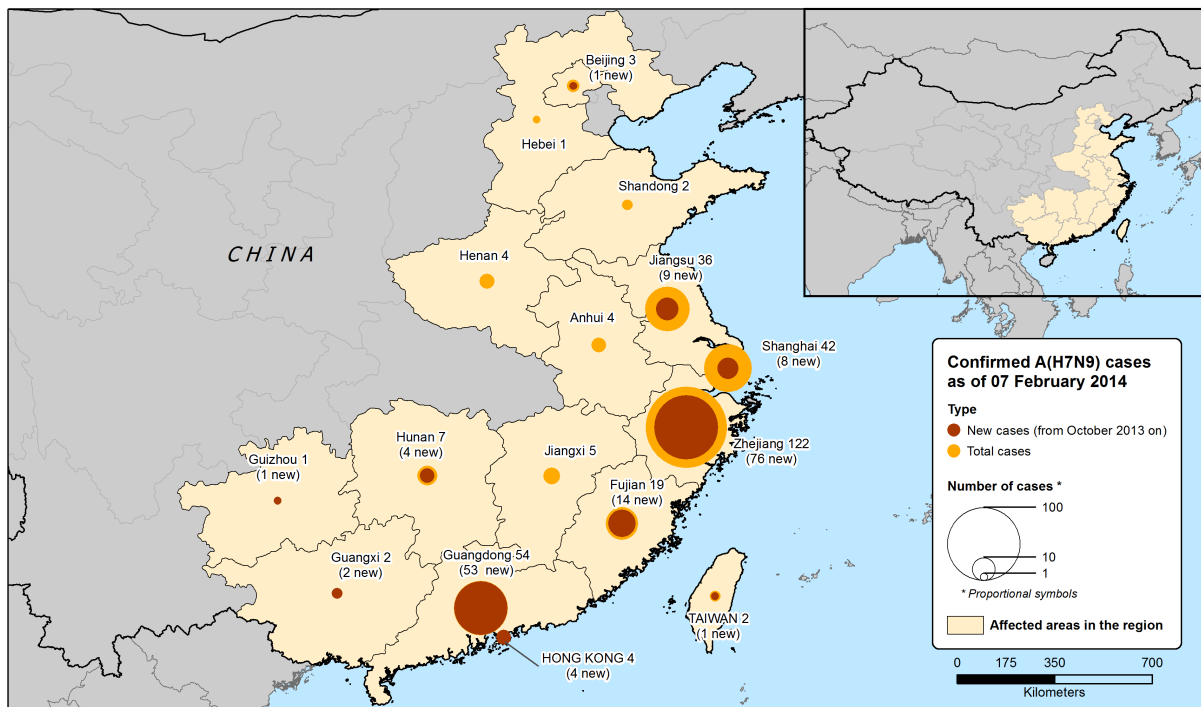 Beijing 3
(1 new)
Hebei 1
Shandong 2
CHINA
Henan 4
Jiangsu 36
(9 new)
Anhui 4
Shanghai 42
(8 new)
Zhejiang 122
(76 new)
Hunan 7
(4 new)
Jiangxi 5
Guizhou 1
(1 new)
Fujian 19
(14 new)
Guangxi 2
(2 new)
Guangdong 54
(53 new)
TAIWAN 2
(1 new)
HONG KONG 4
(4 new)
Confirmed A(H7N9) cases
as of 07 February 2014
Type
New cases (from October 2013 on)
Total cases
Number of cases *
100
10
1
* Proportional symbols
Affected areas in the region
0 175 350 700
Kilometers